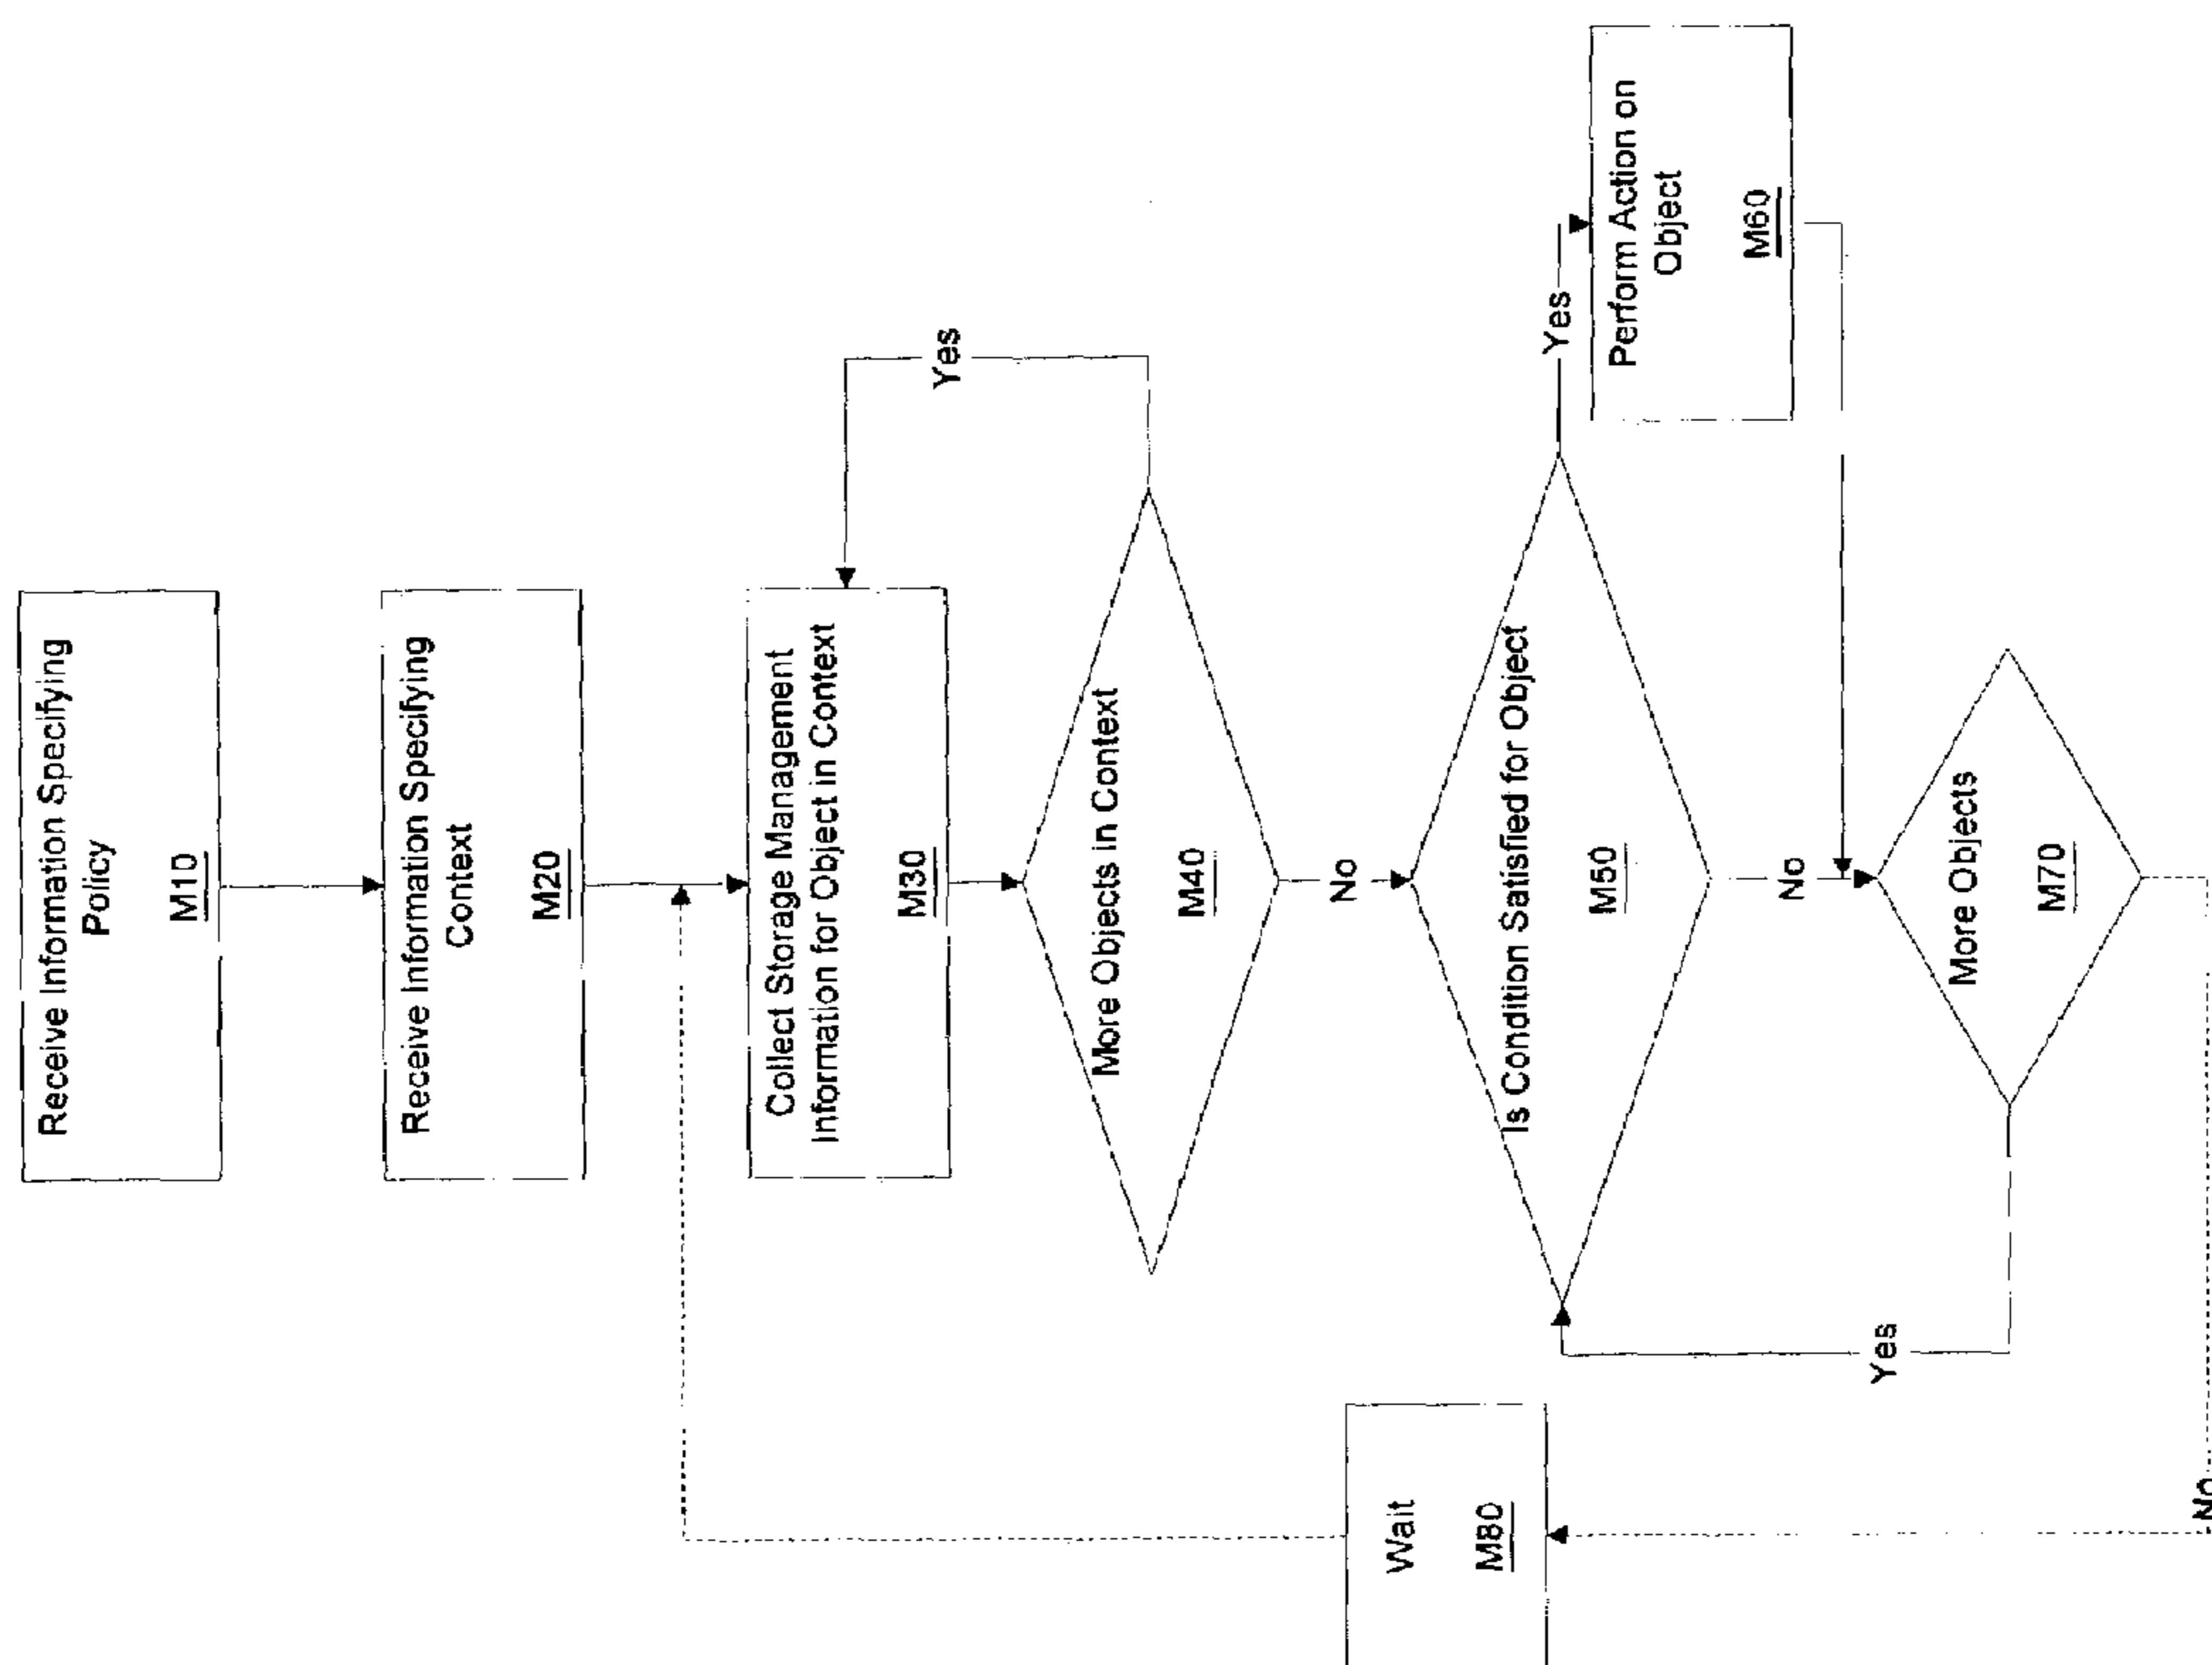 Receive Information Specifying
Policy
M10
Receive Information Specifying
Context
M20
Collect Storage Management
Information for Object in Context
M30
More Objects in Context
M40
Yes
No
Is Condition Satisfied for Object
M50
Yes
Perform Action on
Object
M60
No
More Objects
M70
Yes
No
Wait
M80